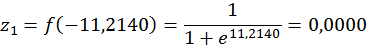 z₁ = f(−11,2140) = 1 / (1 + e^11,2140) = 0,0000